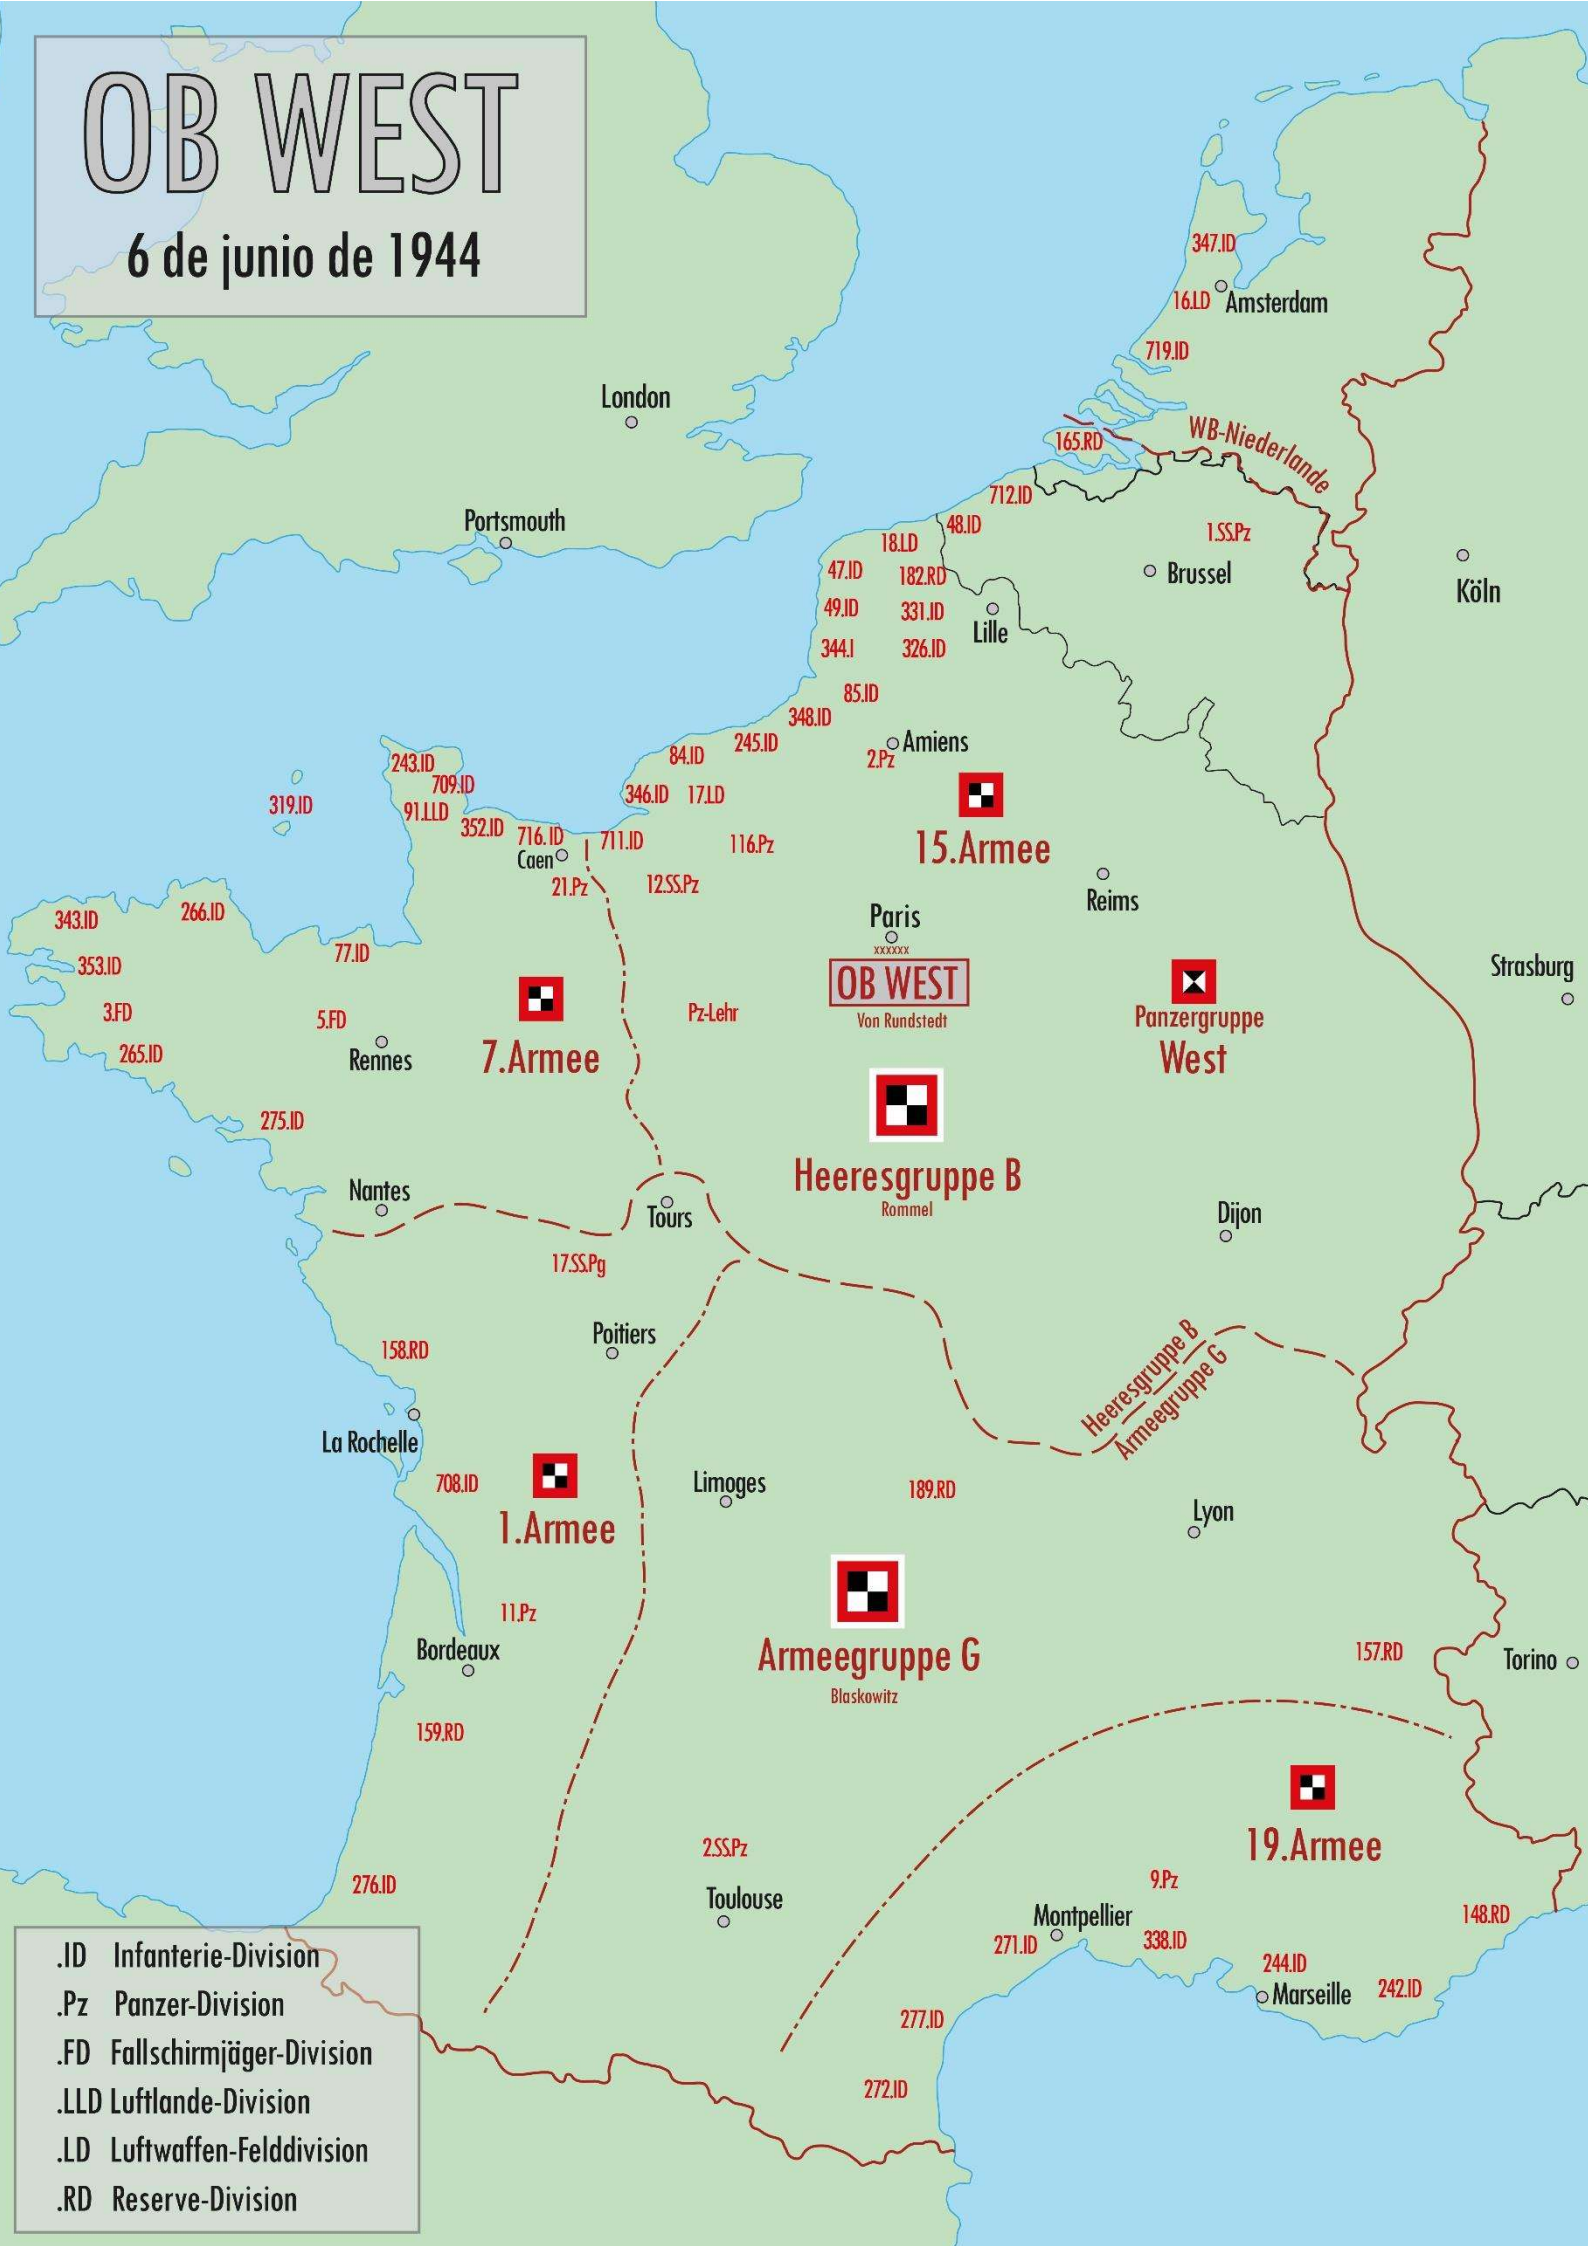 OB WEST
6 de junio de 1944
347.ID
16.LD
Amsterdam
719.ID
London
WB-Niederlande
165.RD
712.ID
Portsmouth
48.ID
1.SS.Pz
18.LD
47.ID
182.RD
Brussel
Köln
49.ID
331.ID
Lille
344.I
326.ID
85.ID
348.ID
245.ID
Amiens
84.ID
2.Pz
243.ID
709.ID
346.ID
17.LD
319.ID
91.LLD
352.ID
716. ID
711.ID
116.Pz
15.Armee
Caen
21.Pz
12.SS.Pz
Reims
343.ID
266.ID
Paris
xxxxxx
77.ID
353.ID
OB WEST
Von Rundstedt
Strasburg
3.FD
5.FD
Pz-Lehr
Panzergruppe
West
265.ID
Rennes
7.Armee
275.ID
Heeresgruppe B
Rommel
Nantes
Tours
Dijon
17.SS.Pg
Poitiers
158.RD
Heeresgruppe B
Armeegruppe G
La Rochelle
708.ID
Limoges
189.RD
Lyon
1.Armee
11.Pz
Bordeaux
Armeegruppe G
Blaskowitz
157.RD
Torino
159.RD
2.SS.Pz
19.Armee
276.ID
9.Pz
Toulouse
Montpellier
148.RD
271.ID
338.ID
244.ID
Marseille
242.ID
277.ID
272.ID
.ID Infanterie-Division
.Pz Panzer-Division
.FD Fallschirmjäger-Division
.LLD Luftlande-Division
.LD Luftwaffen-Felddivision
.RD Reserve-Division